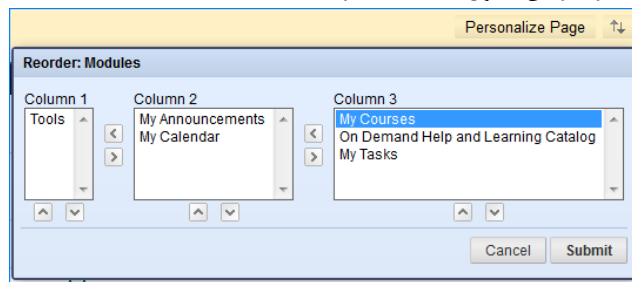 Personalize Page
Reorder: Modules
Column 1
Tools
Column 2
My Announcements
My Calendar
Column 3
My Courses
On Demand Help and Learning Catalog
My Tasks
Cancel
Submit